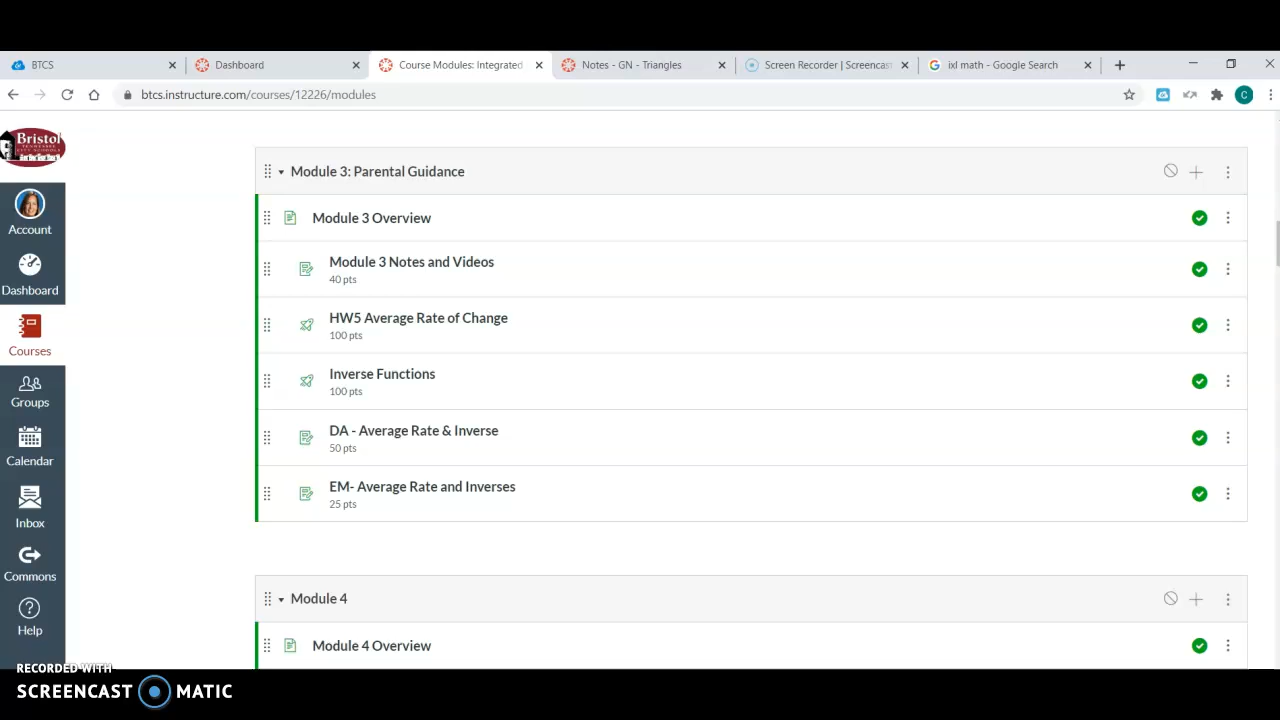 BTCS
Dashboard
Course Modules: Integrated
Notes - GN - Triangles
Screen Recorder | Screencast
ixl math - Google Search
btcs.instructure.com/courses/12226/modules
C
Bristol
TENNESSEE
CITY SCHOOLS
Account
Dashboard
Courses
Groups
Calendar
Inbox
Commons
Help
Module 3: Parental Guidance
Module 3 Overview
Module 3 Notes and Videos
40 pts
HW5 Average Rate of Change
100 pts
Inverse Functions
100 pts
DA - Average Rate & Inverse
50 pts
EM- Average Rate and Inverses
25 pts
Module 4
Module 4 Overview
RECORDED WITH
SCREENCAST MATIC